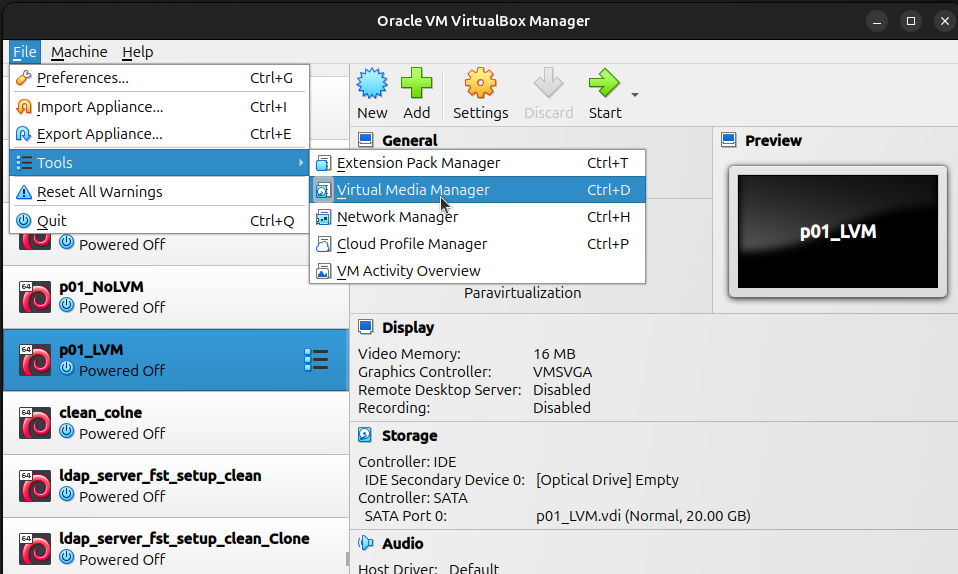 Oracle VM VirtualBox Manager
File Machine Help
Preferences... Ctrl+G
Import Appliance... Ctrl+I
Export Appliance... Ctrl+E
Tools
Reset All Warnings
Quit Ctrl+Q
Extension Pack Manager Ctrl+T
Virtual Media Manager Ctrl+D
Network Manager Ctrl+H
Cloud Profile Manager Ctrl+P
VM Activity Overview
New Add Settings Discard Start
General
Preview
p01_LVM
Paravirtualization
Powered Off
64
p01_NoLVM
Powered Off
64
p01_LVM
Powered Off
64
clean_colne
Powered Off
64
ldap_server_fst_setup_clean
Powered Off
64
ldap_server_fst_setup_clean_Clone
Powered Off
Display
Video Memory: 16 MB
Graphics Controller: VMSVGA
Remote Desktop Server: Disabled
Recording: Disabled
Storage
Controller: IDE
IDE Secondary Device 0: [Optical Drive] Empty
Controller: SATA
SATA Port 0: p01_LVM.vdi (Normal, 20.00 GB)
Audio
Host Driver: Default